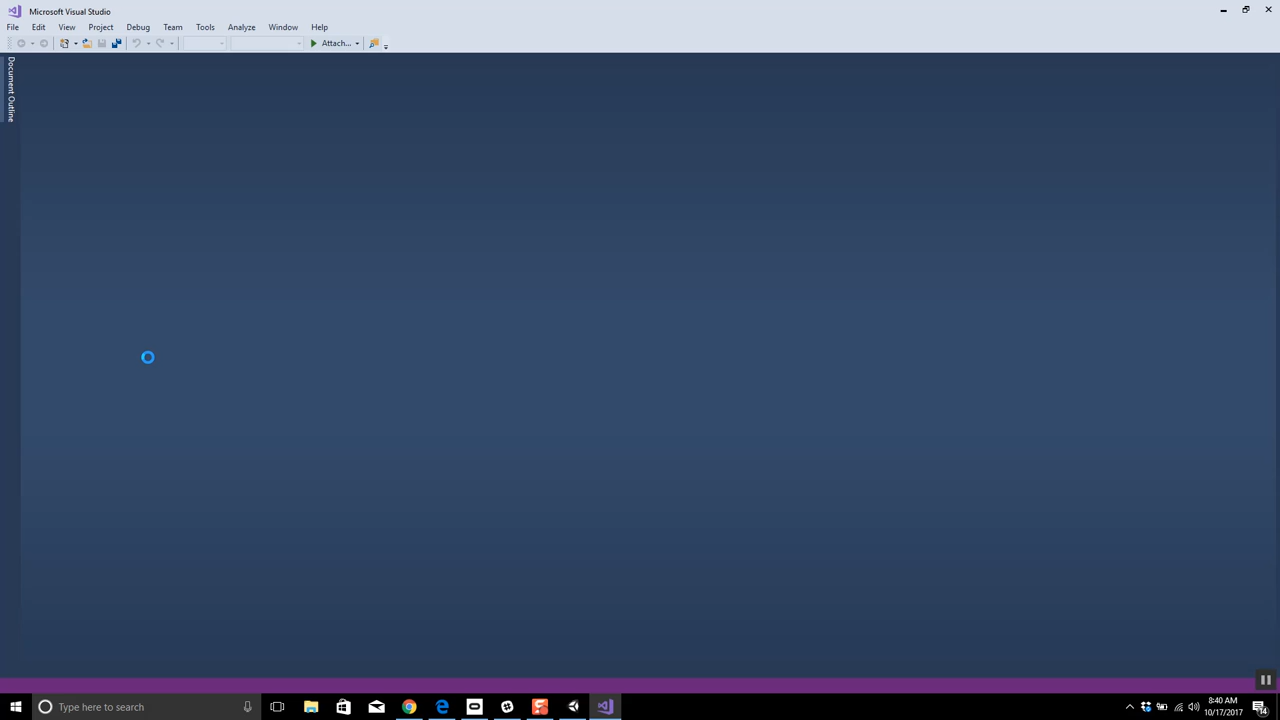 Microsoft Visual Studio
File Edit View Project Debug Team Tools Analyze Window Help
Attach...
Document Outline
Type here to search
8:40 AM
10/17/2017
14